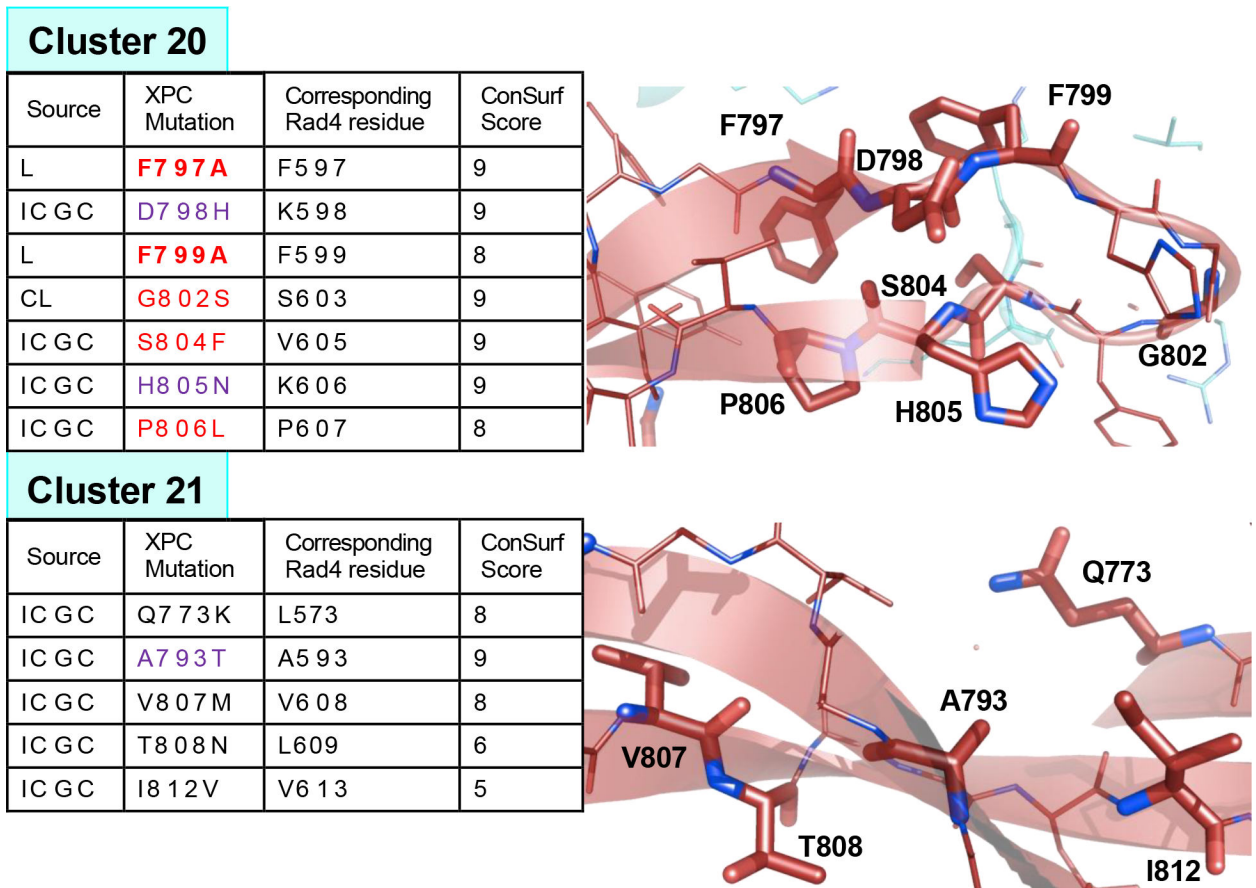 Cluster 20
Source XPC Mutation Corresponding Rad4 residue ConSurf Score
L F797A F597 9
ICGC D798H K598 9
L F799A F599 8
CL G802S S603 9
ICGC S804F V605 9
ICGC H805N K606 9
ICGC P806L P607 8
F797
D798
F799
S804
G802
P806
H805
Cluster 21
Source XPC Mutation Corresponding Rad4 residue ConSurf Score
ICGC Q773K L573 8
ICGC A793T A593 9
ICGC V807M V608 8
ICGC T808N L609 6
ICGC I812V V613 5
Q773
A793
V807
T808
I812